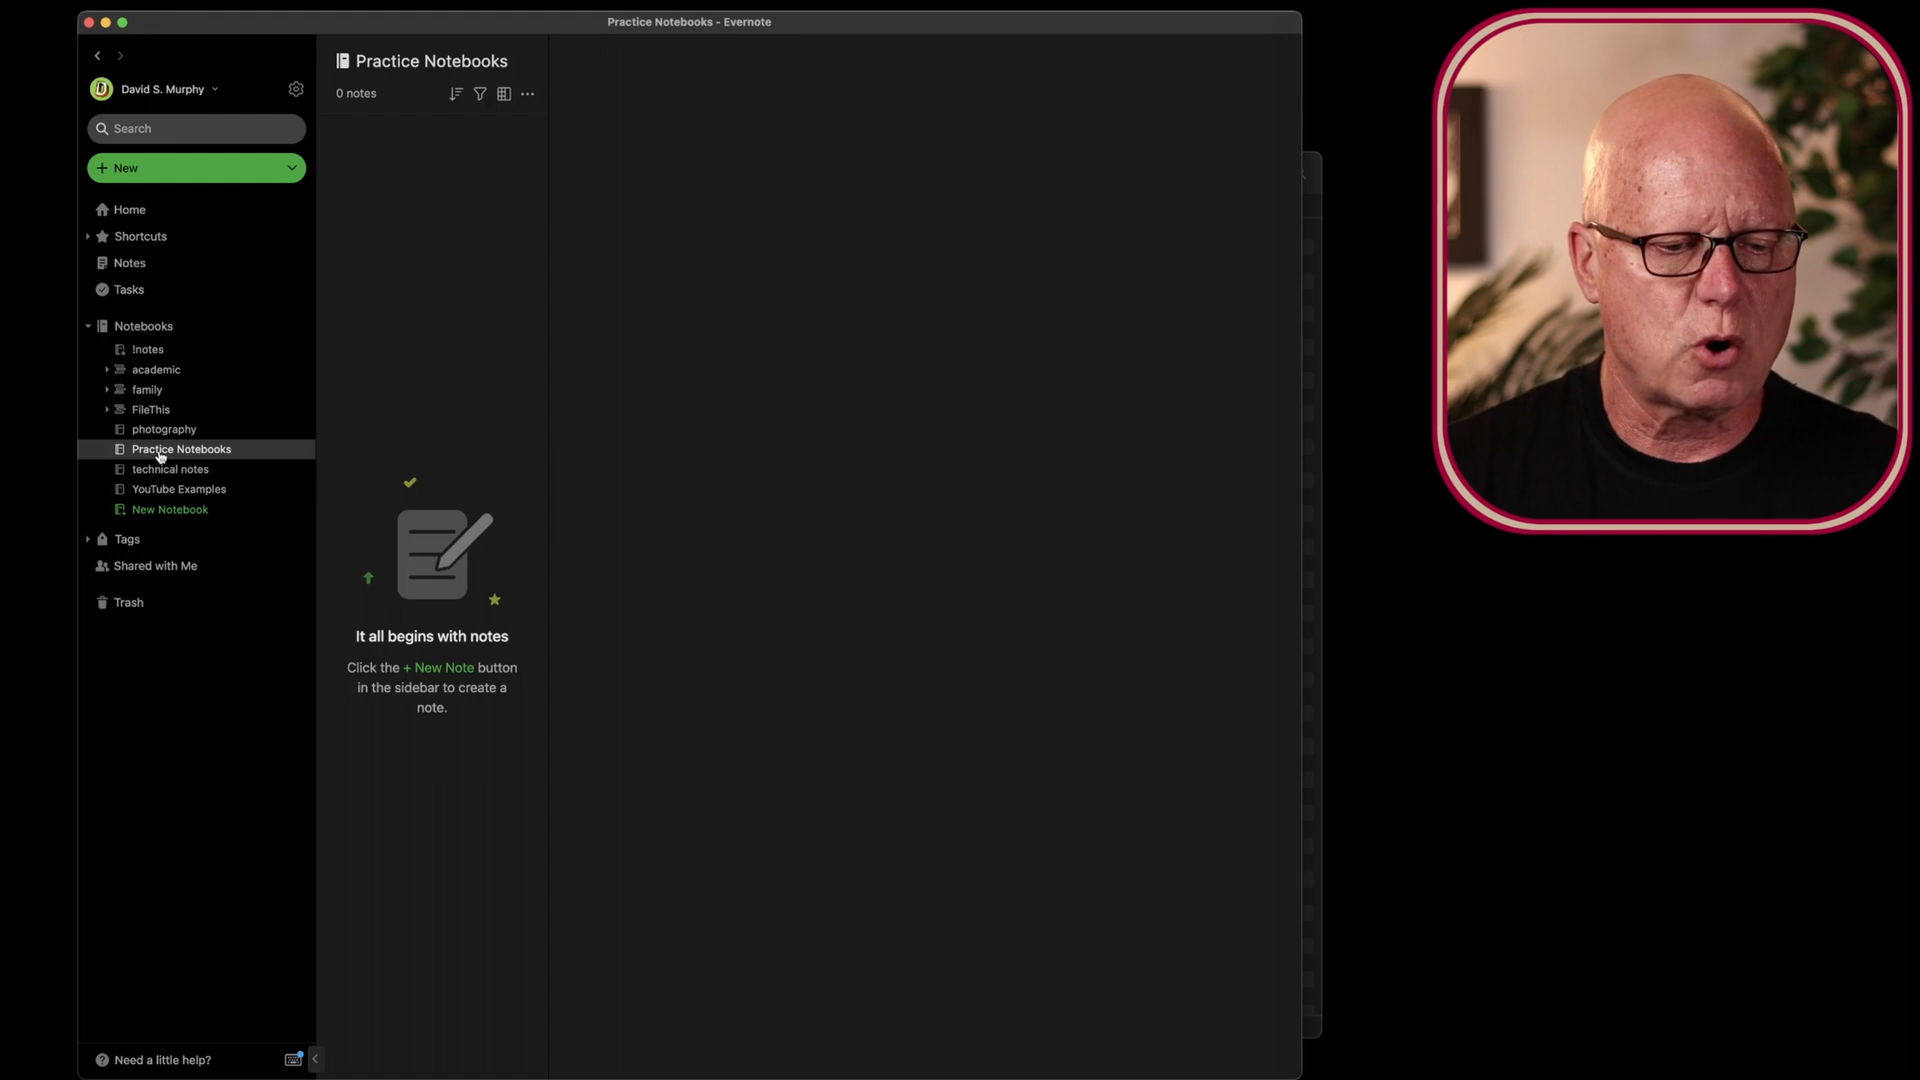 Practice Notebooks - Evernote
David S. Murphy
Search
New
Home
Shortcuts
Notes
Tasks
Notebooks
!notes
academic
family
FileThis
photography
Practice Notebooks
technical notes
YouTube Examples
New Notebook
Tags
Shared with Me
Trash
Need a little help?
Practice Notebooks
0 notes
It all begins with notes
Click the + New Note button
in the sidebar to create a
note.